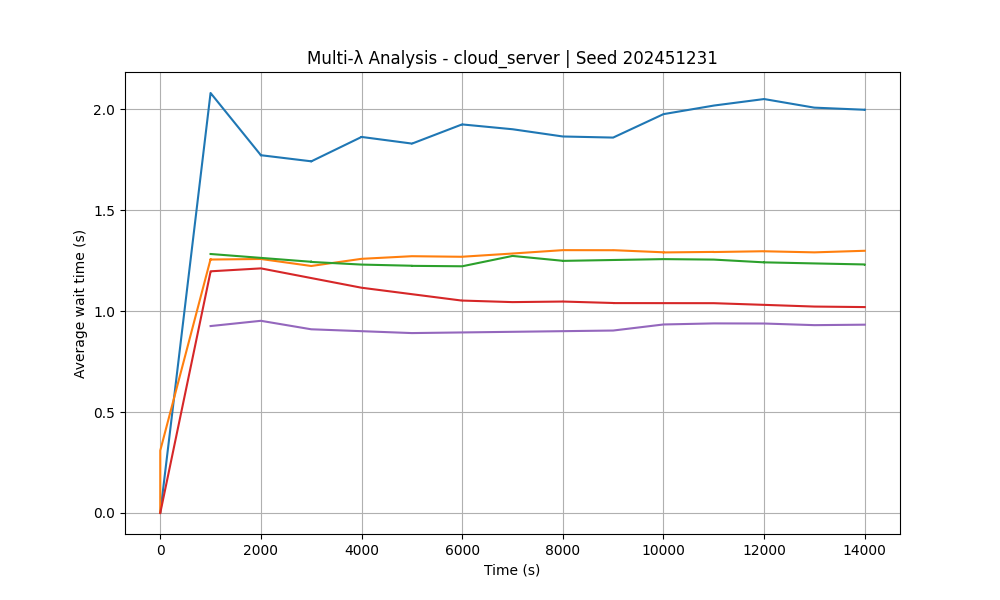 Multi-λ Analysis - cloud_server | Seed 202451231
Average wait time (s)
2.0
1.5
1.0
0.5
0.0
0 2000 4000 6000 8000 10000 12000 14000
Time (s)